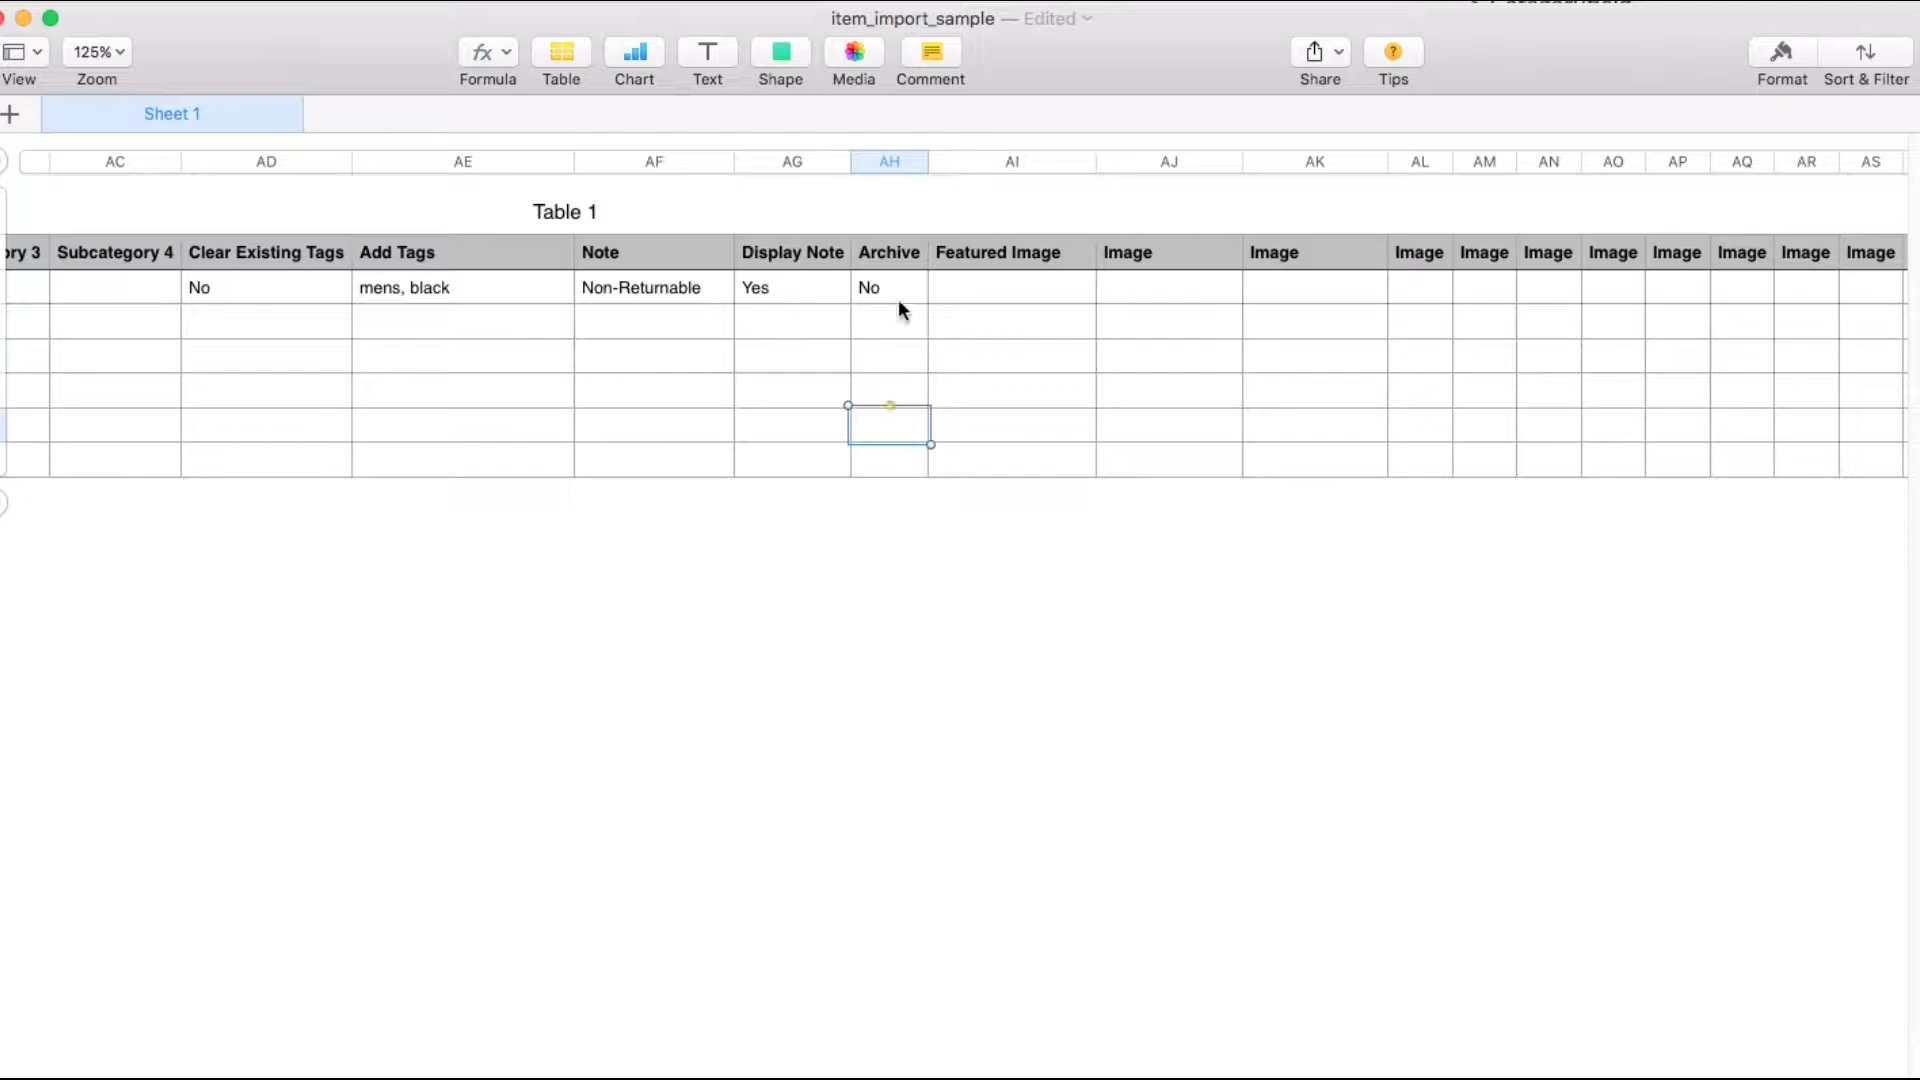 item_import_sample — Edited
125%
View Zoom Formula Table Chart Text Shape Media Comment Share Tips Format Sort & Filter
Sheet 1
AC AD AE AF AG AH AI AJ AK AL AM AN AO AP AQ AR AS
Table 1
ory 3 Subcategory 4 Clear Existing Tags Add Tags Note Display Note Archive Featured Image Image Image Image Image Image Image Image Image Image Image
No mens, black Non-Returnable Yes No